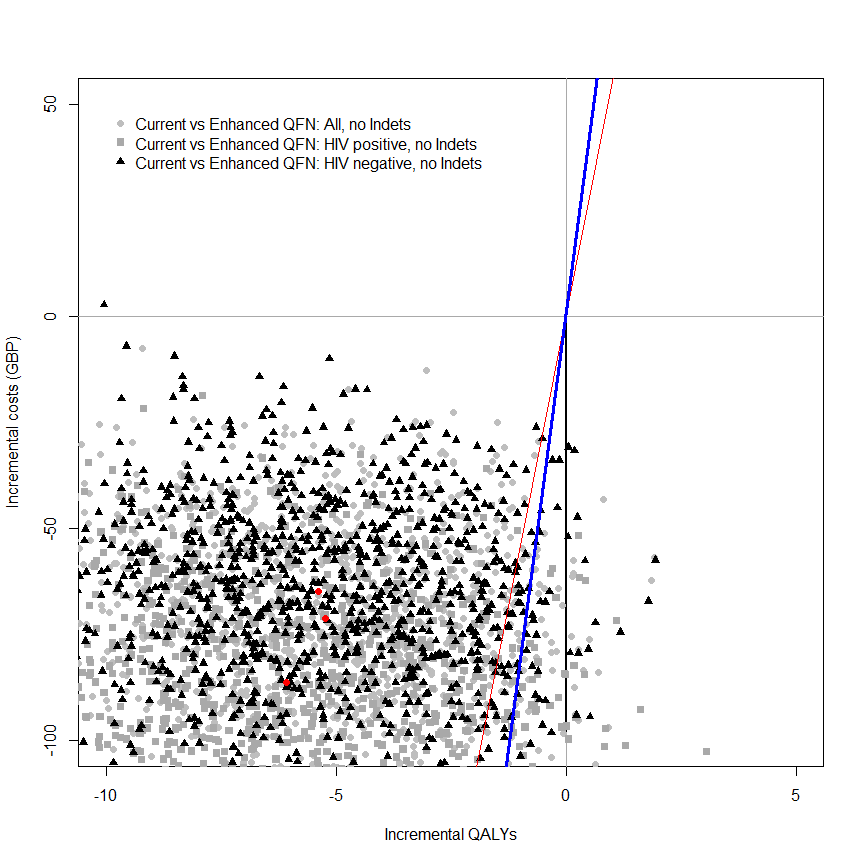 Current vs Enhanced QFN: All, no Indets
Current vs Enhanced QFN: HIV positive, no Indets
Current vs Enhanced QFN: HIV negative, no Indets
Incremental costs (GBP)
50
0
-50
-100
-10
-5
0
5
Incremental QALYs